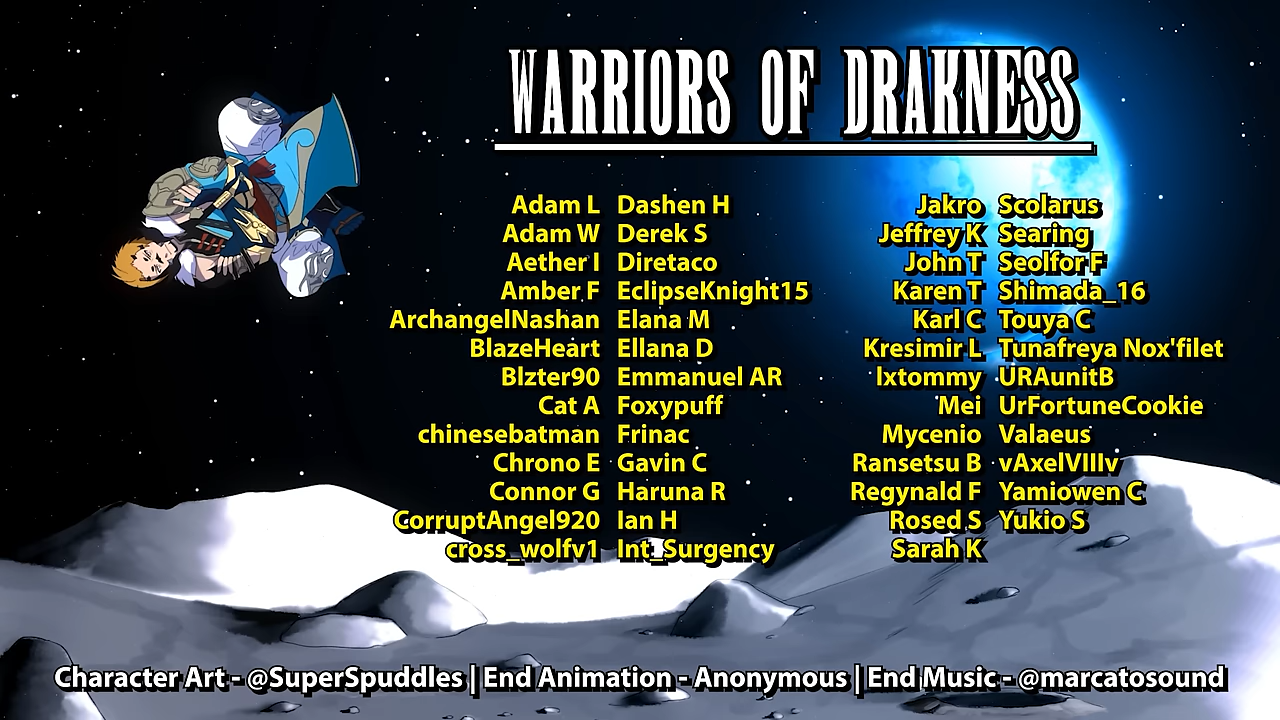 WARRIORS OF DRAKNESS
Adam L Dashen H Jakro Scolarus
Adam W Derek S Jeffrey K Searing
Aether I Diretaco John T Seolfor F
Amber F EclipseKnight15 Karen T Shimada_16
ArchangelNashan Elana M Karl C Touya C
BlazeHeart Ellana D Kresimir L Tunafreya Nox'filet
Blzter90 Emmanuel AR lxtommy URAunitB
Cat A Foxypuff Mei UrFortuneCookie
chinesebatman Frinac Mycenio Valaeus
Chrono E Gavin C Ransetsu B vAxelVIIIv
Connor G Haruna R Regynald F Yamiowen C
CorruptAngel920 Ian H Rosed S Yukio S
cross_wolfv1 Int_Surgency Sarah K
Character Art - @SuperSpuddles | End Animation - Anonymous | End Music - @marcatosound